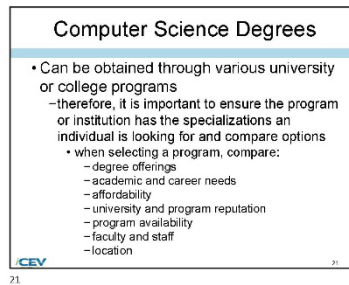 Computer Science Degrees
• Can be obtained through various university
or college programs
–therefore, it is important to ensure the program
or institution has the specializations an
individual is looking for and compare options
• when selecting a program, compare:
– degree offerings
– academic and career needs
– affordability
– university and program reputation
– program availability
– faculty and staff
– location
iCEV
21
21